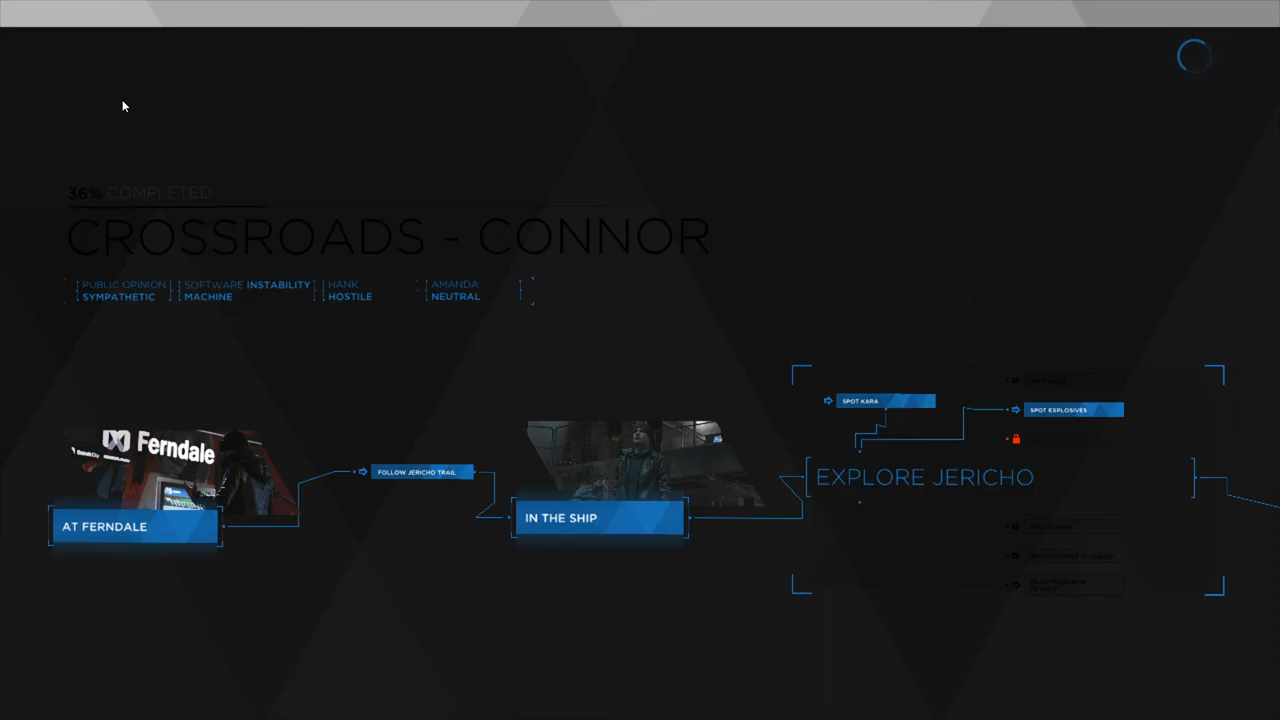 36% COMPLETED
CROSSROADS - CONNOR
PUBLIC OPINION
SYMPATHETIC
SOFTWARE INSTABILITY
MACHINE
HANK
HOSTILE
AMANDA
NEUTRAL
SPOT KARA
SPOT EXPLOSIVES
Ferndale
FOLLOW JERICHO TRAIL
EXPLORE JERICHO
AT FERNDALE
IN THE SHIP